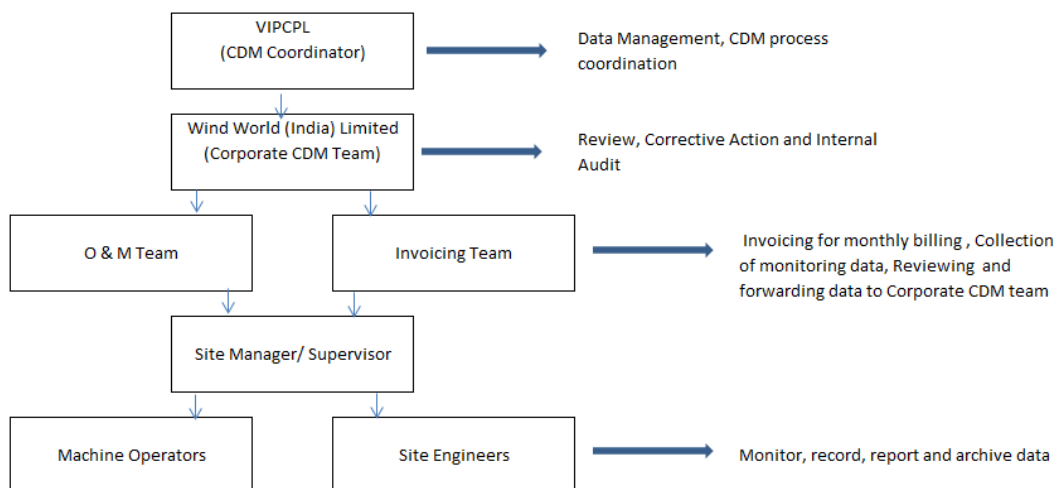 VIPCPL
(CDM Coordinator)
Data Management, CDM process
coordination
Wind World (India) Limited
(Corporate CDM Team)
Review, Corrective Action and Internal
Audit
O & M Team
Invoicing Team
Invoicing for monthly billing , Collection
of monitoring data, Reviewing and
forwarding data to Corporate CDM team
Site Manager/ Supervisor
Machine Operators
Site Engineers
Monitor, record, report and archive data